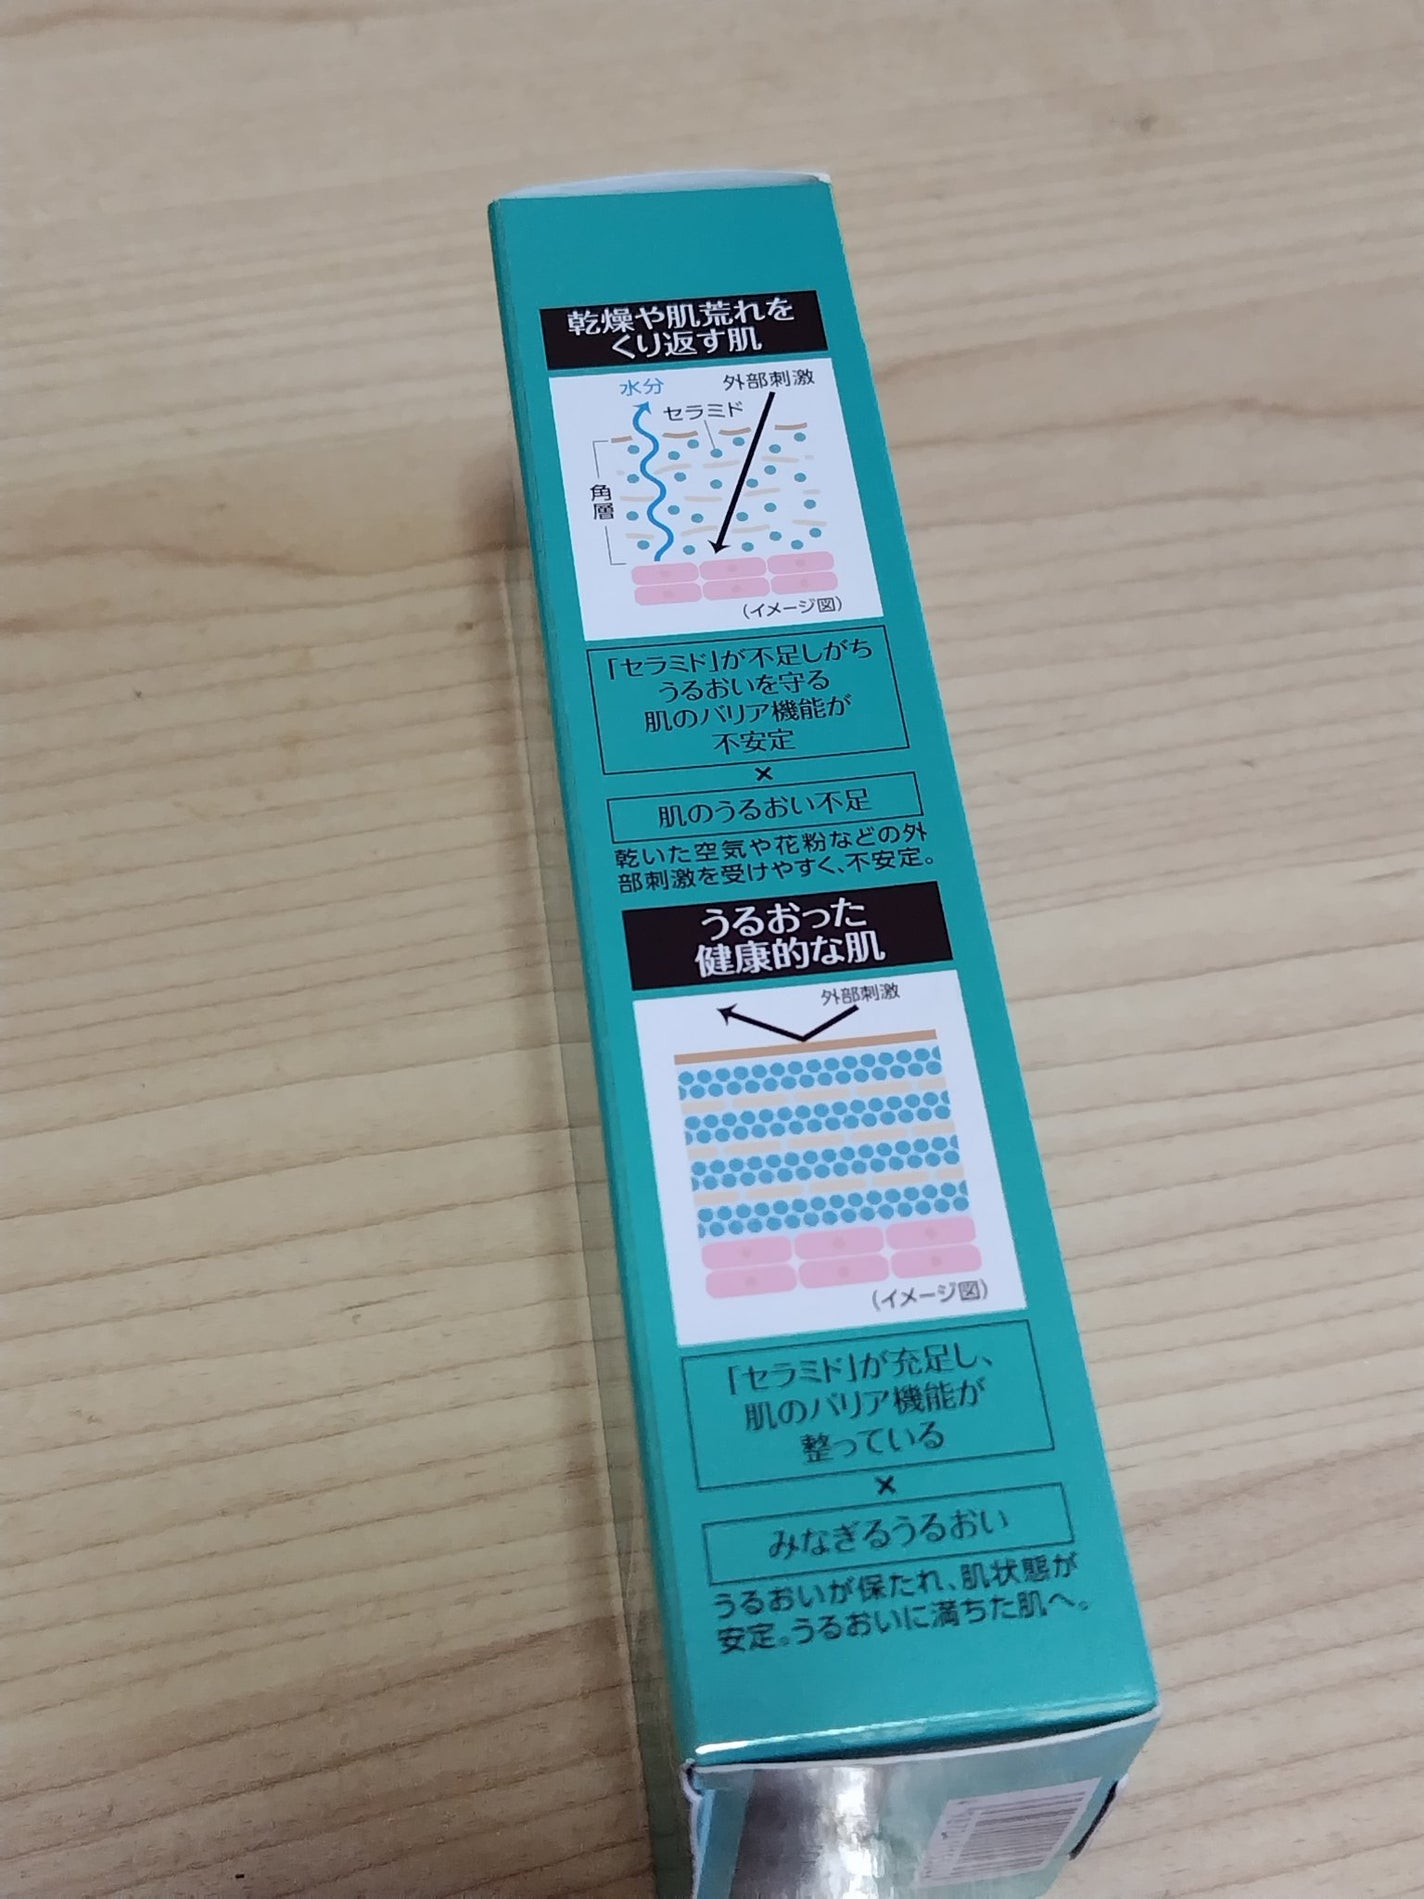 乾燥や肌荒れを
くり返す肌
水分
外部刺激
セラミド
角層
(イメージ図)
「セラミド」が不足しがち
うるおいを守る
肌のバリア機能が
不安定
×
肌のうるおい不足
乾いた空気や花粉などの外
部刺激を受けやすく、不安定。
うるおった
健康的な肌
外部刺激
(イメージ図)
「セラミド」が充足し、
肌のバリア機能が
整っている
×
みなぎるうるおい
うるおいが保たれ、肌状態が
安定。うるおいに満ちた肌へ。